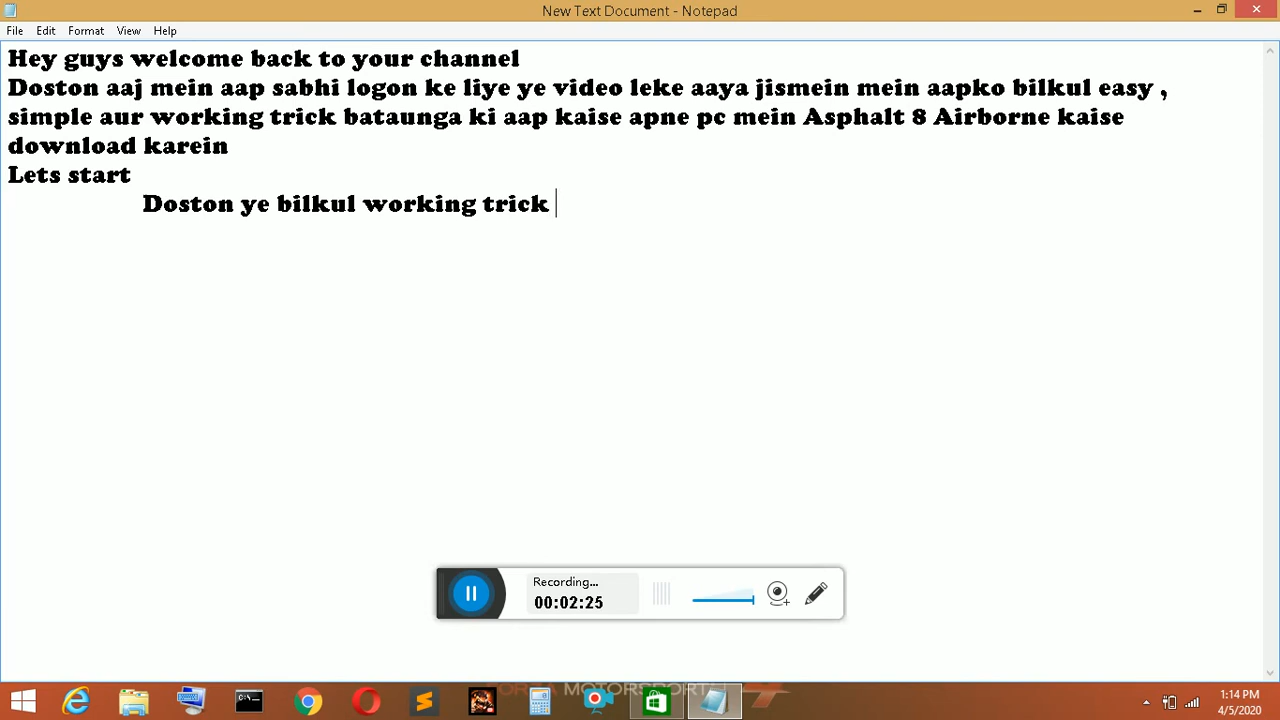 New Text Document - Notepad
File Edit Format View Help
Hey guys welcome back to your channel
Doston aaj mein aap sabhi logon ke liye ye video leke aaya jismein mein aapko bilkul easy ,
simple aur working trick bataunga ki aap kaise apne pc mein Asphalt 8 Airborne kaise
download karein
Lets start
Doston ye bilkul working trick
Recording...
00:02:25
MOTORSPORT
1:14 PM
4/5/2020